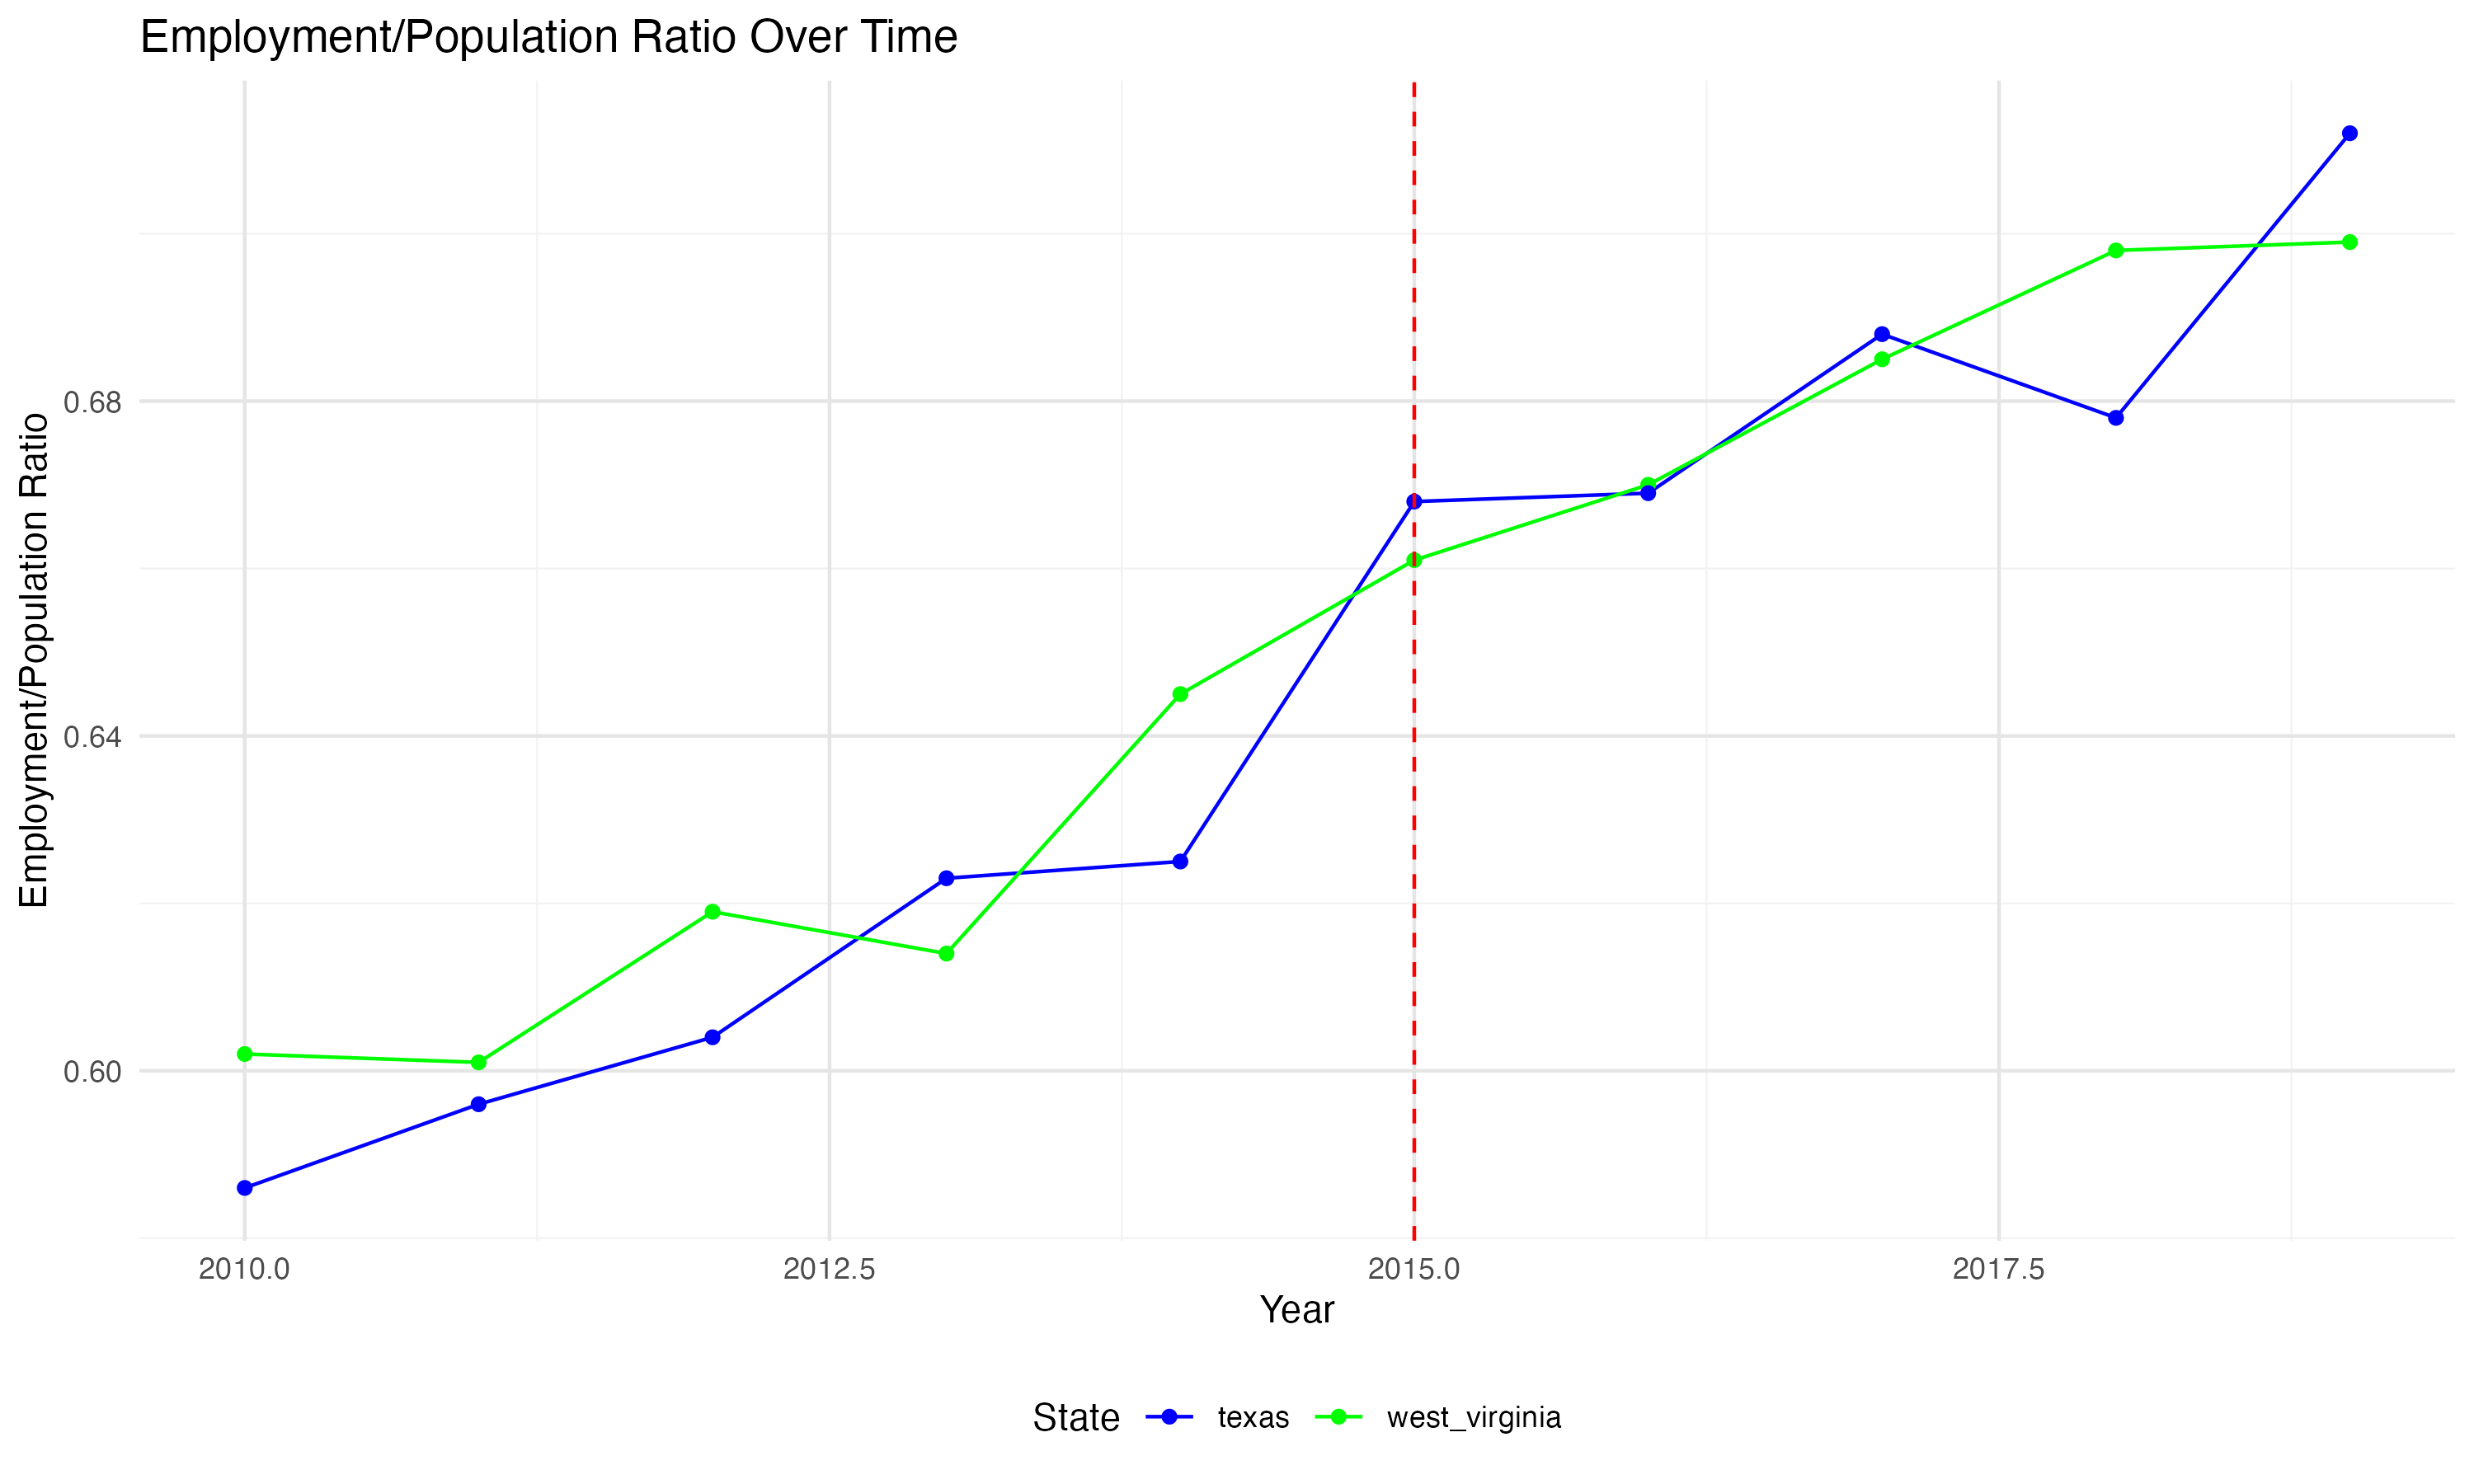 Employment/Population Ratio Over Time
Employment/Population Ratio
0.68
0.64
0.60
2010.0 2012.5 2015.0 2017.5
Year
State texas west_virginia